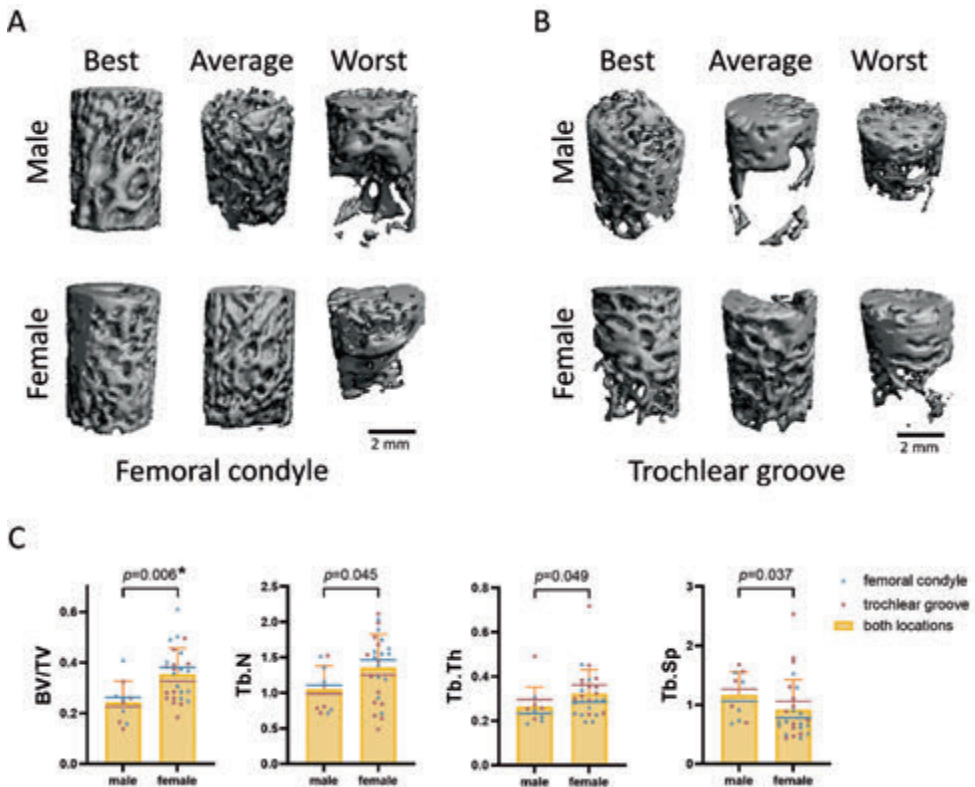 A
Best Average Worst
Male
Female
2 mm
Femoral condyle
B
Best Average Worst
Male
Female
2 mm
Trochlear groove
C
BV/TV
0.6
0.4
0.2
0.0
male female
p=0.006*
Tb.N
2.5
2.0
1.5
1.0
0.5
0.0
male female
p=0.045
Tb.Th
0.8
0.6
0.4
0.2
0.0
male female
p=0.049
Tb.Sp
3
2
1
0
male female
p=0.037
femoral condyle
trochlear groove
both locations